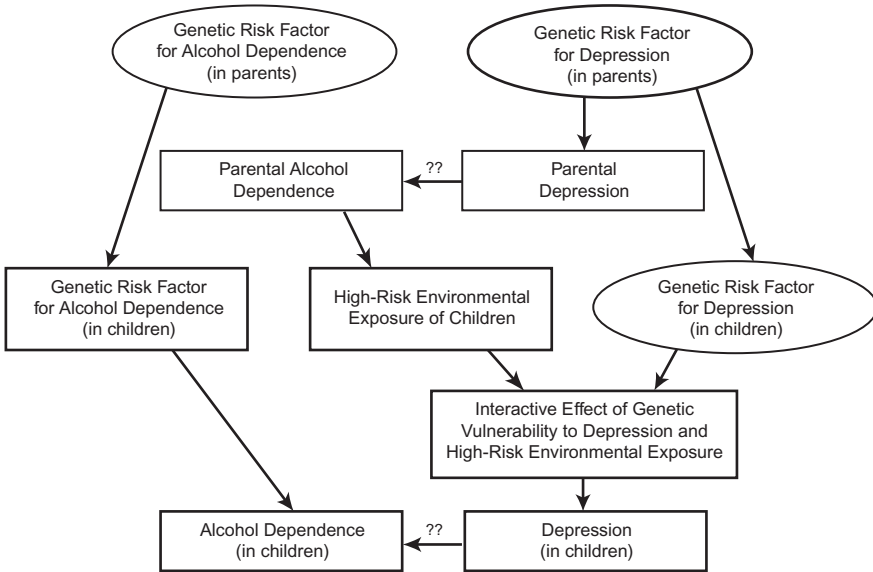 Genetic Risk Factor
for Alcohol Dependence
(in parents)
Genetic Risk Factor
for Depression
(in parents)
Parental Alcohol
Dependence
??
Parental
Depression
Genetic Risk Factor
for Alcohol Dependence
(in children)
High-Risk Environmental
Exposure of Children
Genetic Risk Factor
for Depression
(in children)
Interactive Effect of Genetic
Vulnerability to Depression and
High-Risk Environmental Exposure
Alcohol Dependence
(in children)
??
Depression
(in children)